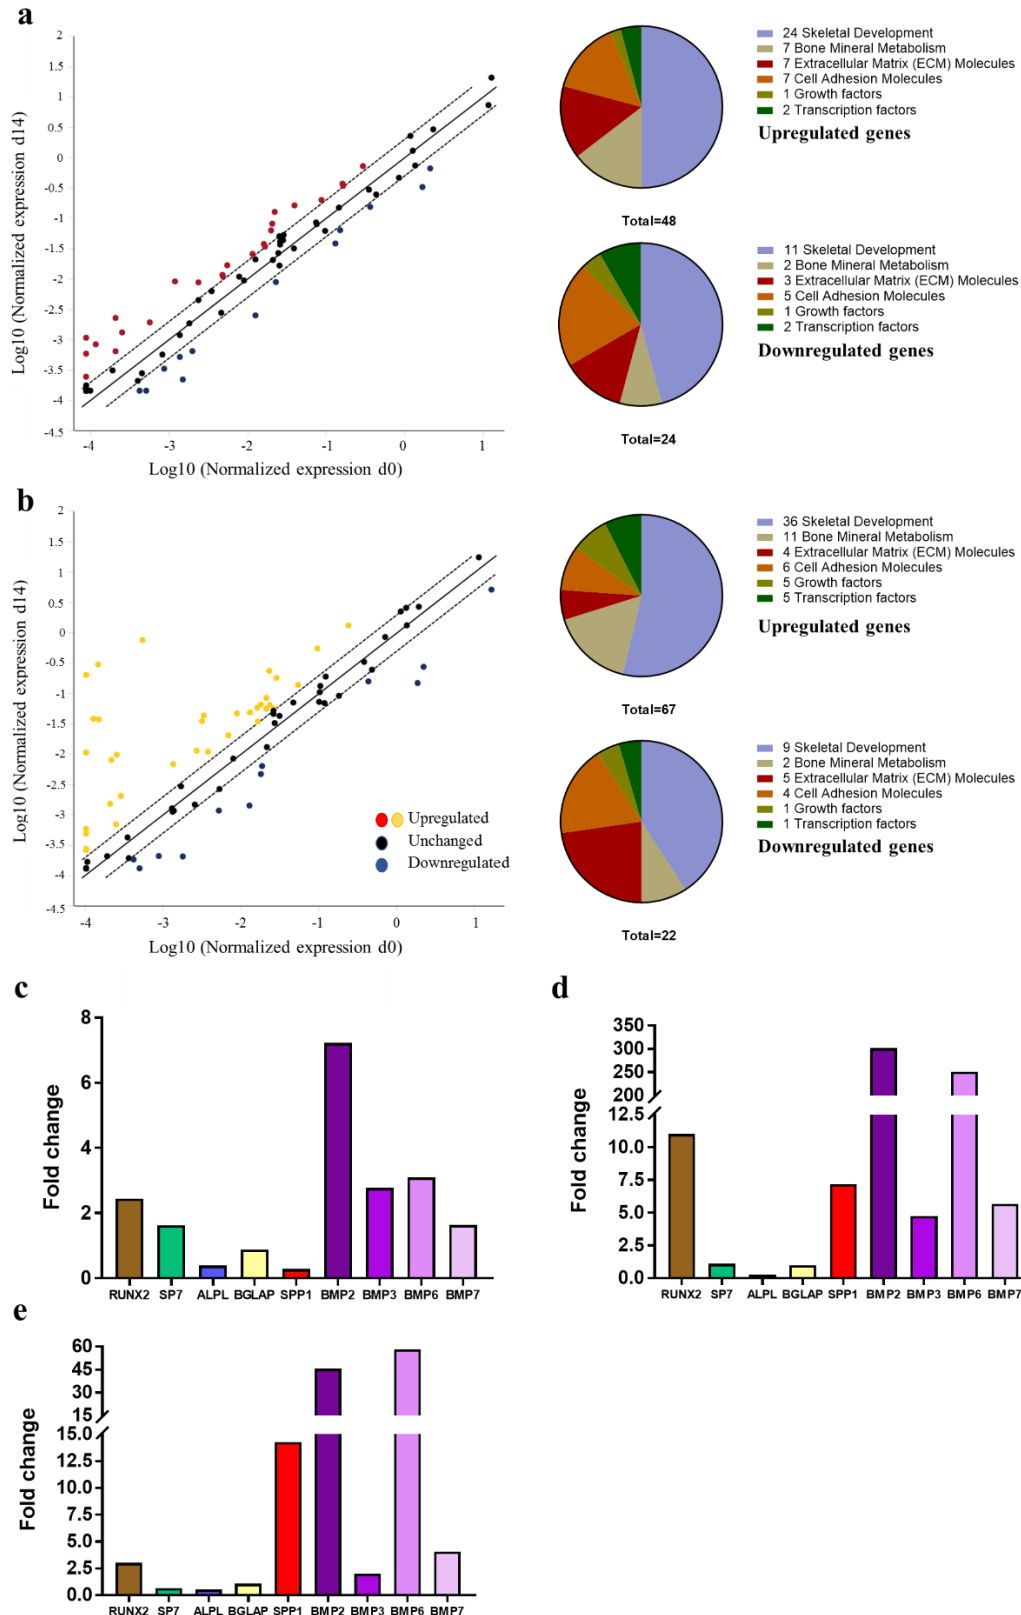 a
2
1.5
1
0.5
0
-0.5
-1
-1.5
-2
-2.5
-3
-3.5
-4
-4.5
Log10 (Normalized expression d14)
-4
-3
-2
-1
0
1
Log10 (Normalized expression d0)
24 Skeletal Development
7 Bone Mineral Metabolism
7 Extracellular Matrix (ECM) Molecules
7 Cell Adhesion Molecules
1 Growth factors
2 Transcription factors
Upregulated genes
Total=48
11 Skeletal Development
2 Bone Mineral Metabolism
3 Extracellular Matrix (ECM) Molecules
5 Cell Adhesion Molecules
1 Growth factors
2 Transcription factors
Downregulated genes
Total=24
b
2
1.5
1
0.5
0
-0.5
-1
-1.5
-2
-2.5
-3
-3.5
-4
-4.5
Log10 (Normalized expression d14)
-4
-3
-2
-1
0
1
Log10 (Normalized expression d0)
Upregulated
Unchanged
Downregulated
36 Skeletal Development
11 Bone Mineral Metabolism
4 Extracellular Matrix (ECM) Molecules
6 Cell Adhesion Molecules
5 Growth factors
5 Transcription factors
Upregulated genes
Total=67
9 Skeletal Development
2 Bone Mineral Metabolism
5 Extracellular Matrix (ECM) Molecules
4 Cell Adhesion Molecules
1 Growth factors
1 Transcription factors
Downregulated genes
Total=22
c
8
6
4
2
0
Fold change
RUNX2 SP7 ALPL BGLAP SPP1 BMP2 BMP3 BMP6 BMP7
d
350
300
250
200
12.5
10.0
7.5
5.0
2.5
0.0
Fold change
RUNX2 SP7 ALPL BGLAP SPP1 BMP2 BMP3 BMP6 BMP7
e
60
45
30
15
15.0
12.5
10.0
7.5
5.0
2.5
0.0
Fold change
RUNX2 SP7 ALPL BGLAP SPP1 BMP2 BMP3 BMP6 BMP7